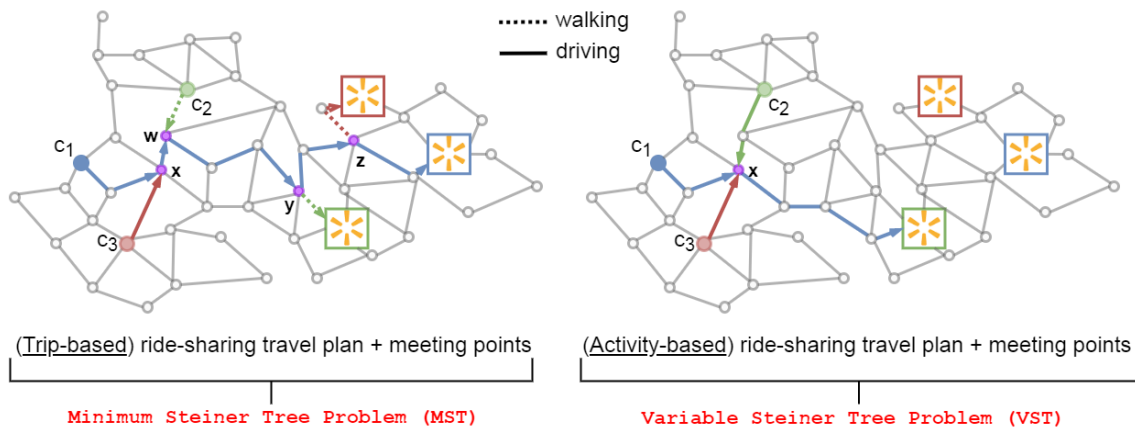 walking
driving
c2
w
c1
x
z
y
c3
c2
c1
x
c3
(Trip-based) ride-sharing travel plan + meeting points
(Activity-based) ride-sharing travel plan + meeting points
Minimum Steiner Tree Problem (MST)
Variable Steiner Tree Problem (VST)